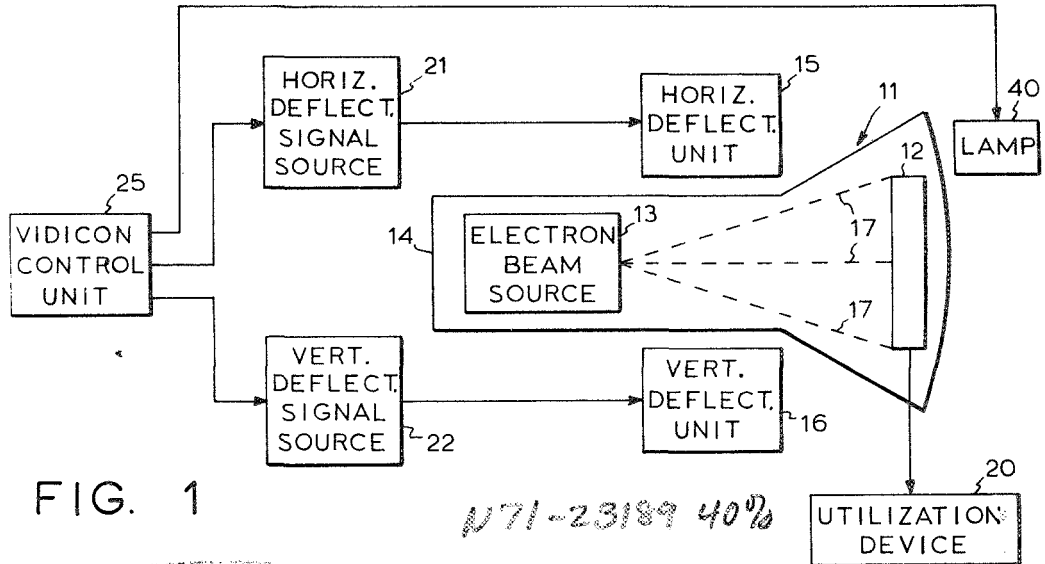 21
HORIZ.
DEFLECT.
SIGNAL
SOURCE
15
HORIZ.
DEFLECT.
UNIT
11
40
LAMP
12
25
VIDICON
CONTROL
UNIT
14
13
ELECTRON
BEAM
SOURCE
17
17
17
VERT.
DEFLECT.
SIGNAL
SOURCE
22
VERT.
DEFLECT.
UNIT
16
FIG. 1
N71-23189 40%
20
UTILIZATION
DEVICE